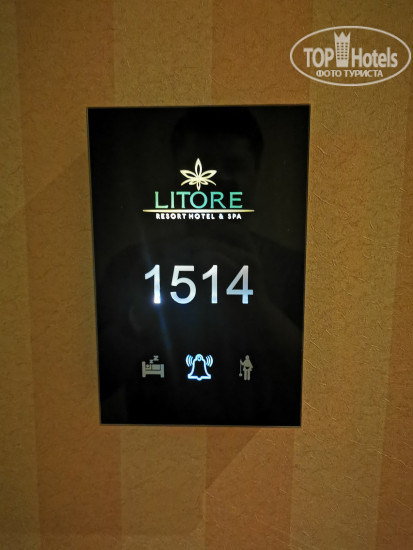 TOP Hotels
ФОТО ТУРИСТА
LITORE
RESORT HOTEL & SPA
1514